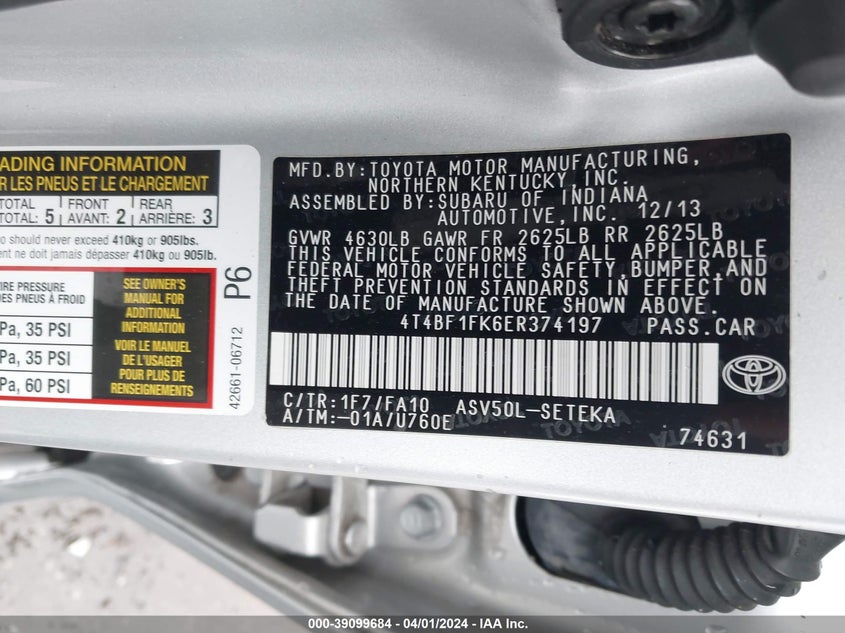 ADING INFORMATION
R LES PNEUS ET LE CHARGEMENT
TOTAL FRONT REAR
TOTAL: 5 AVANT: 2 ARRIÈRE: 3
o should never exceed 410kg or 905lbs.
ent ne doit jamais dépasser 410kg ou 905lb.
IRE PRESSURE
DES PNEUS À FROID
Pa, 35 PSI
Pa, 35 PSI
Pa, 60 PSI
SEE OWNER'S
MANUAL FOR
ADDITIONAL
INFORMATION
VOIR LE MANUEL
DE L'USAGER
POUR PLUS DE
RENSEIGNEMENTS
P6
42661-06712
MFD.BY:TOYOTA MOTOR MANUFACTURING,
NORTHERN KENTUCKY,INC.
ASSEMBLED BY:SUBARU OF INDIANA
AUTOMOTIVE,INC. 12/13
GVWR 4630LB GAWR FR 2625LB RR 2625LB
THIS VEHICLE CONFORMS TO ALL APPLICABLE
FEDERAL MOTOR VEHICLE SAFETY,BUMPER,AND
THEFT PREVENTION STANDARDS IN EFFECT ON
THE DATE OF MANUFACTURE SHOWN ABOVE.
4T4BF1FK6ER374197 PASS.CAR
C/TR:1F7/FA10 ASV50L-SETEKA
A/TM:-01A/U760E
74631
000-39099684 / 04/01/2024 - IAA Inc.